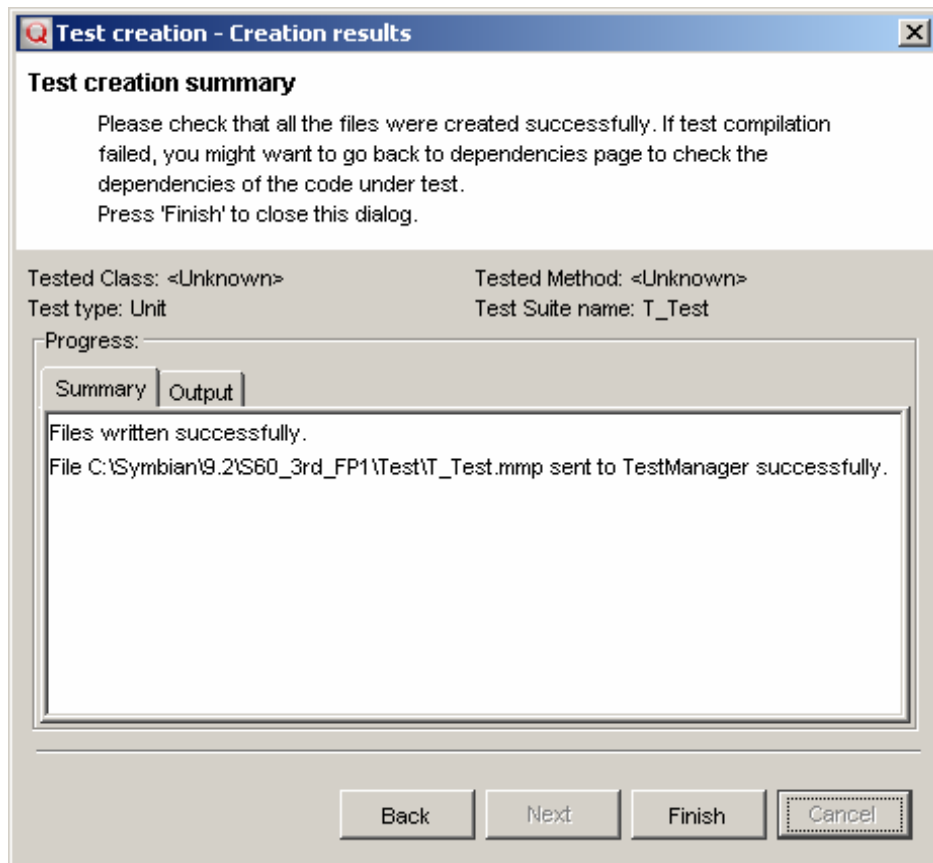 Test creation - Creation results
Test creation summary
Please check that all the files were created successfully. If test compilation
failed, you might want to go back to dependencies page to check the
dependencies of the code under test.
Press 'Finish' to close this dialog.
Tested Class: <Unknown>
Tested Method: <Unknown>
Test type: Unit
Test Suite name: T_Test
Progress:
Summary
Output
Files written successfully.
File C:\Symbian\9.2\S60_3rd_FP1\Test\T_Test.mmp sent to TestManager successfully.
Back
Next
Finish
Cancel